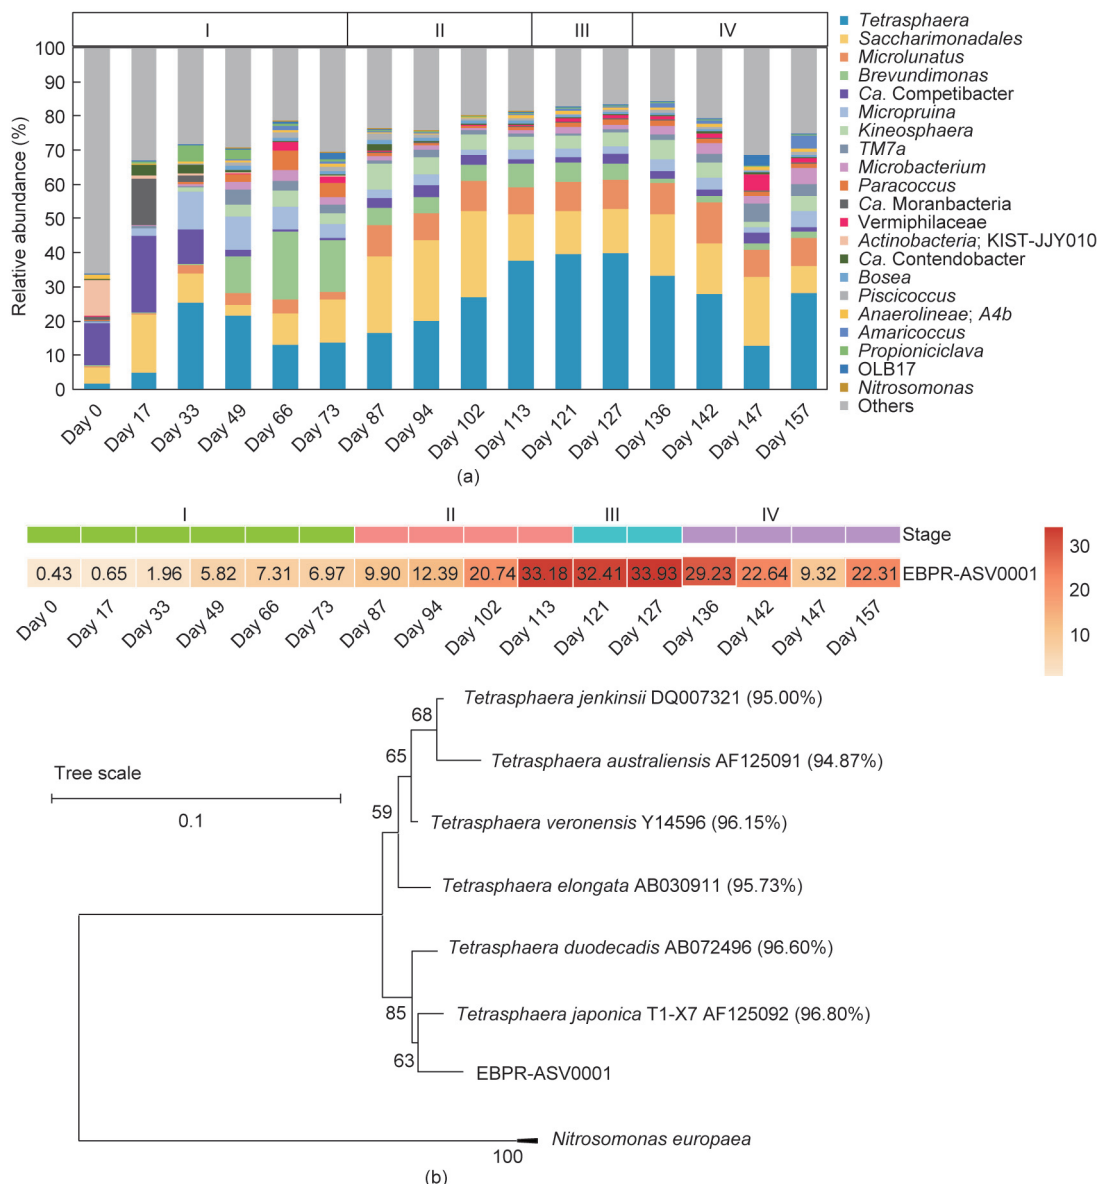 I II III IV
Relative abundance (%)
100
90
80
70
60
50
40
30
20
10
0
Day 0 Day 17 Day 33 Day 49 Day 66 Day 73 Day 87 Day 94 Day 102 Day 113 Day 121 Day 127 Day 136 Day 142 Day 147 Day 157
Tetrasphaera
Saccharimonadales
Microlunatus
Brevundimonas
Ca. Competibacter
Micropruina
Kineosphaera
TM7a
Microbacterium
Paracoccus
Ca. Moranbacteria
Vermiphilaceae
Actinobacteria; KIST-JJY010
Ca. Contendobacter
Bosea
Piscicoccus
Anaerolineae; A4b
Amaricoccus
Propioniciclava
OLB17
Nitrosomonas
Others
(a)
I II III IV
Stage
0.43 0.65 1.96 5.82 7.31 6.97 9.90 12.39 20.74 33.18 32.41 33.93 29.23 22.64 9.32 22.31 EBPR-ASV0001
Day 0 Day 17 Day 33 Day 49 Day 66 Day 73 Day 87 Day 94 Day 102 Day 113 Day 121 Day 127 Day 136 Day 142 Day 147 Day 157
30
20
10
Tree scale
0.1
68
65
59
85
63
100
Tetrasphaera jenkinsii DQ007321 (95.00%)
Tetrasphaera australiensis AF125091 (94.87%)
Tetrasphaera veronensis Y14596 (96.15%)
Tetrasphaera elongata AB030911 (95.73%)
Tetrasphaera duodecadis AB072496 (96.60%)
Tetrasphaera japonica T1-X7 AF125092 (96.80%)
EBPR-ASV0001
Nitrosomonas europaea
(b)